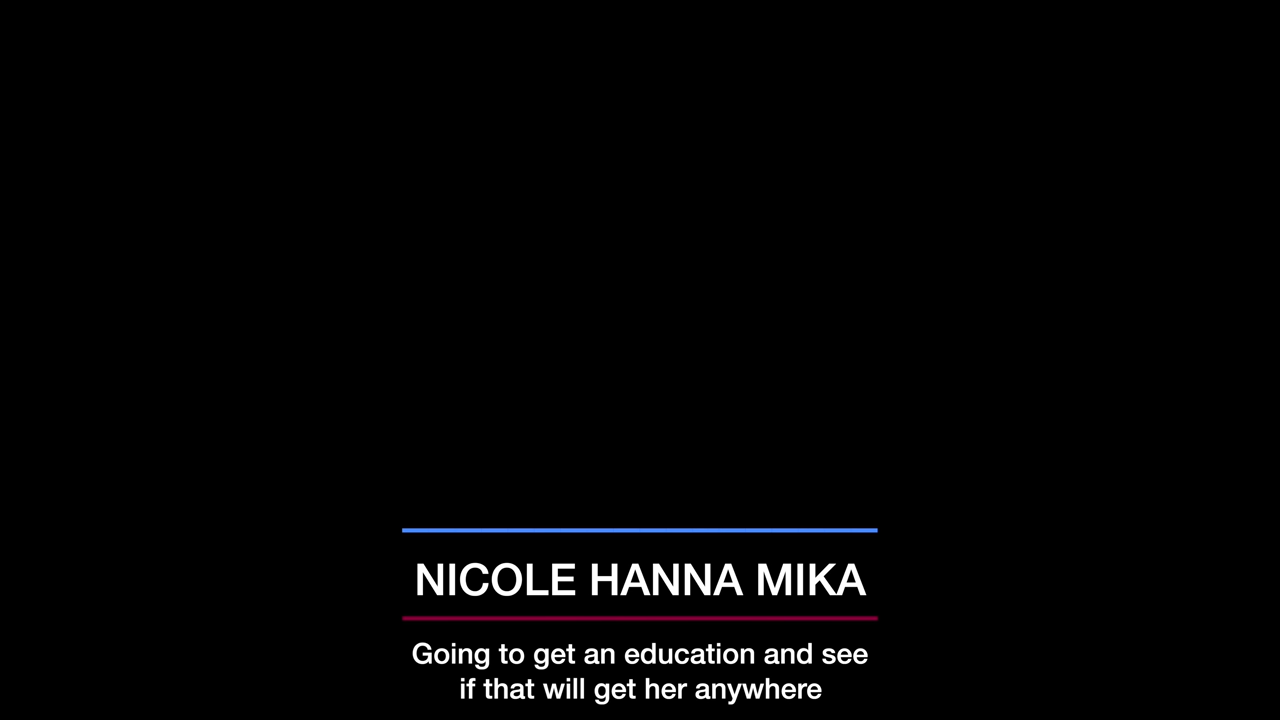 NICOLE HANNA MIKA
Going to get an education and see
if that will get her anywhere